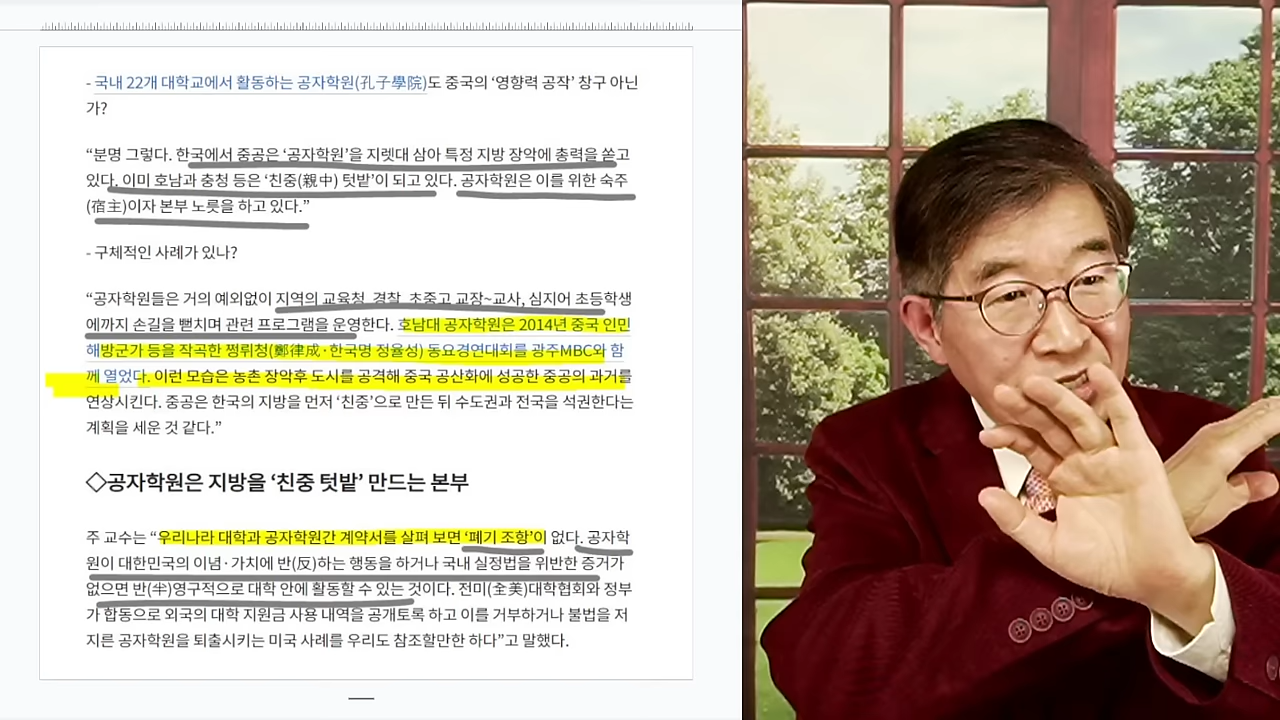 - 국내 22개 대학교에서 활동하는 공자학원(孔子學院)도 중국의 ‘영향력 공작’ 창구 아닌
가?
“분명 그렇다. 한국에서 중공은 ‘공자학원’을 지렛대 삼아 특정 지방 장악에 총력을 쏟고
있다. 이미 호남과 충청 등은 ‘친중(親中) 텃밭’이 되고 있다. 공자학원은 이를 위한 숙주
(宿主)이자 본부 노릇을 하고 있다.”
- 구체적인 사례가 있나?
“공자학원들은 거의 예외없이 지역의 교육청, 경찰, 초중고 교장~교사, 심지어 초등학생
에까지 손길을 뻗치며 관련 프로그램을 운영한다. 호남대 공자학원은 2014년 중국 인민
해방군가 등을 작곡한 쩡뤼청(鄭律成·한국명 정율성) 동요경연대회를 광주MBC와 함
께 열었다. 이런 모습은 농촌 장악후 도시를 공격해 중국 공산화에 성공한 중공의 과거를
연상시킨다. 중공은 한국의 지방을 먼저 ‘친중’으로 만든 뒤 수도권과 전국을 석권한다는
계획을 세운 것 같다.”
◇공자학원은 지방을 ‘친중 텃밭’ 만드는 본부
주 교수는 “우리나라 대학과 공자학원간 계약서를 살펴 보면 ‘폐기 조항’이 없다. 공자학
원이 대한민국의 이념·가치에 반(反)하는 행동을 하거나 국내 실정법을 위반한 증거가
없으면 반(半)영구적으로 대학 안에 활동할 수 있는 것이다. 전미(全美)대학협회와 정부
가 합동으로 외국의 대학 지원금 사용 내역을 공개토록 하고 이를 거부하거나 불법을 저
지른 공자학원을 퇴출시키는 미국 사례를 우리도 참조할만한 하다”고 말했다.